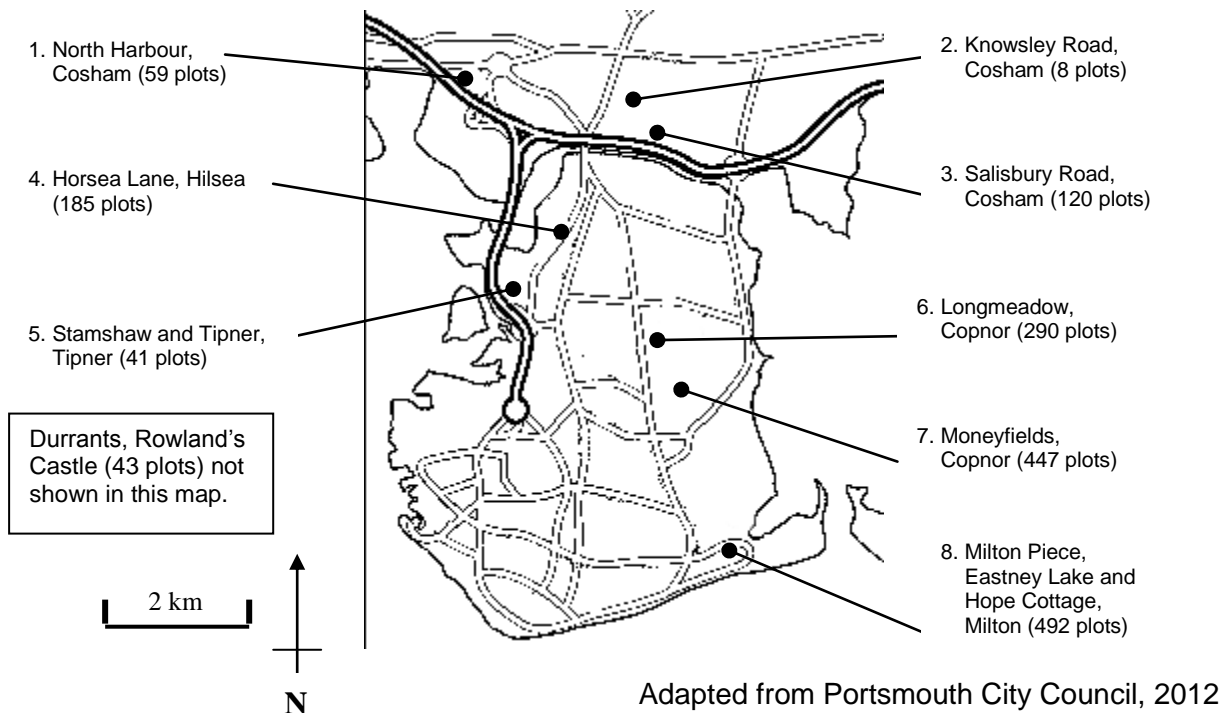 1. North Harbour,
Cosham (59 plots)
2. Knowsley Road,
Cosham (8 plots)
3. Salisbury Road,
Cosham (120 plots)
4. Horsea Lane, Hilsea
(185 plots)
5. Stamshaw and Tipner,
Tipner (41 plots)
6. Longmeadow,
Copnor (290 plots)
7. Moneyfields,
Copnor (447 plots)
8. Milton Piece,
Eastney Lake and
Hope Cottage,
Milton (492 plots)
Durrants, Rowland's
Castle (43 plots) not
shown in this map.
2 km
N
Adapted from Portsmouth City Council, 2012